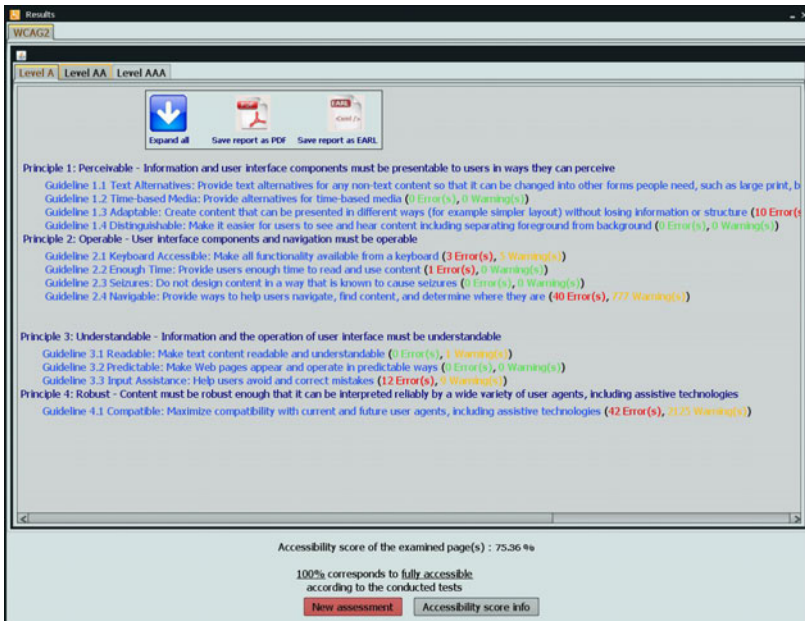 Results
WCAG2
Level A Level AA Level AAA
EARL
<Cent />
Expand all Save report as PDF Save report as EARL
Principle 1: Perceivable - Information and user interface components must be presentable to users in ways they can perceive
Guideline 1.1 Text Alternatives: Provide text alternatives for any non-text content so that it can be changed into other forms people need, such as large print, b
Guideline 1.2 Time-based Media: Provide alternatives for time-based media (0 Error(s), 0 Warning(s))
Guideline 1.3 Adaptable: Create content that can be presented in different ways (for example simpler layout) without losing information or structure (10 Error(s
Guideline 1.4 Distinguishable: Make it easier for users to see and hear content including separating foreground from background (0 Error(s), 0 Warning(s))
Principle 2: Operable - User interface components and navigation must be operable
Guideline 2.1 Keyboard Accessible: Make all functionality available from a keyboard (3 Error(s), 5 Warning(s))
Guideline 2.2 Enough Time: Provide users enough time to read and use content (1 Error(s), 0 Warning(s))
Guideline 2.3 Seizures: Do not design content in a way that is known to cause seizures (0 Error(s), 0 Warning(s))
Guideline 2.4 Navigable: Provide ways to help users navigate, find content, and determine where they are (40 Error(s), 777 Warning(s))
Principle 3: Understandable - Information and the operation of user interface must be understandable
Guideline 3.1 Readable: Make text content readable and understandable (0 Error(s), 1 Warning(s))
Guideline 3.2 Predictable: Make Web pages appear and operate in predictable ways (0 Error(s), 0 Warning(s))
Guideline 3.3 Input Assistance: Help users avoid and correct mistakes (12 Error(s), Warning(s))
Principle 4: Robust - Content must be robust enough that it can be interpreted reliably by a wide variety of user agents, including assistive technologies
Guideline 4.1 Compatible: Maximize compatibility with current and future user agents, including assistive technologies (42 Error(s), 2125 Warning(s))
Accessibility score of the examined page(s) : 75.36 %
100% corresponds to fully accessible
according to the conducted tests
New assessment Accessibility score info